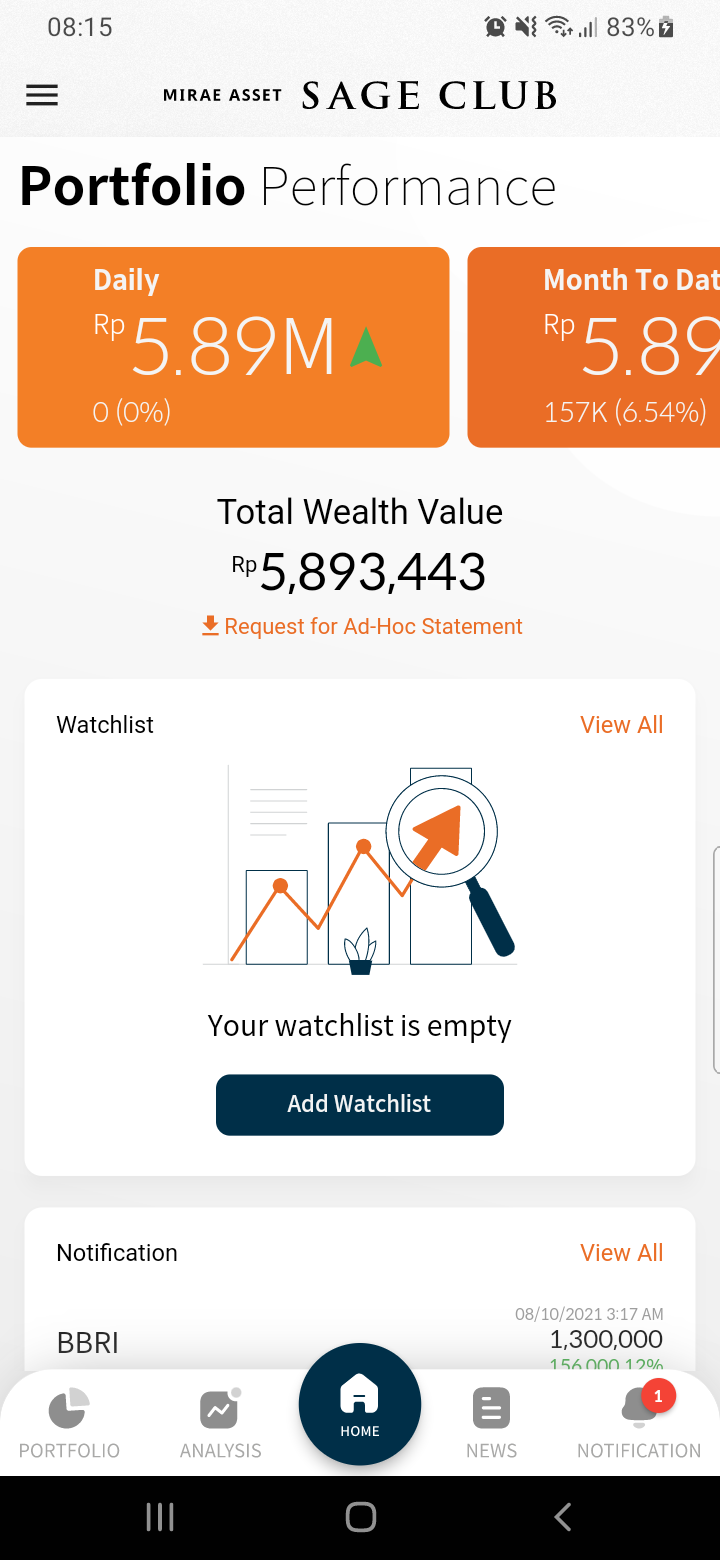 08:15 83%
MIRAE ASSET SAGE CLUB
Portfolio Performance
Daily
Rp 5.89M
0 (0%)
Month To Dat
Rp 5.89
157K (6.54%)
Total Wealth Value
Rp 5,893,443
Request for Ad-Hoc Statement
Watchlist View All
Your watchlist is empty
Add Watchlist
Notification View All
08/10/2021 3:17 AM
BBRI 1,300,000
156,000 12%
PORTFOLIO ANALYSIS HOME NEWS 1 NOTIFICATION